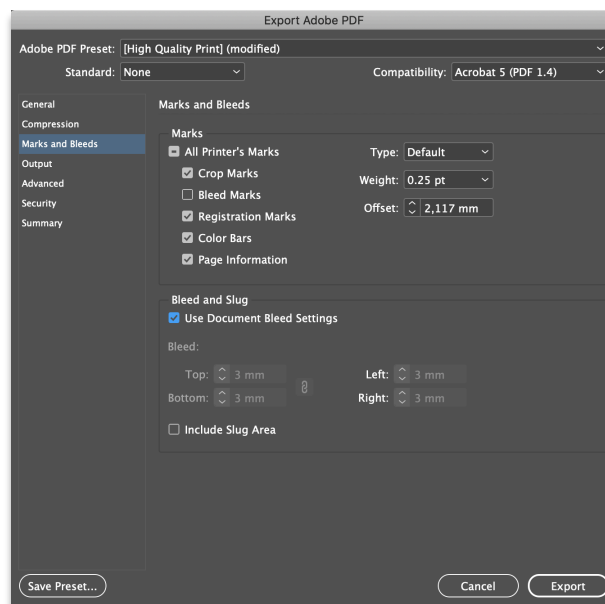 Export Adobe PDF
Adobe PDF Preset: [High Quality Print] (modified)
Standard: None
Compatibility: Acrobat 5 (PDF 1.4)
General
Compression
Marks and Bleeds
Output
Advanced
Security
Summary
Marks and Bleeds
Marks
All Printer's Marks
Crop Marks
Bleed Marks
Registration Marks
Color Bars
Page Information
Type: Default
Weight: 0.25 pt
Offset: 2,117 mm
Bleed and Slug
Use Document Bleed Settings
Bleed:
Top: 3 mm
Bottom: 3 mm
Left: 3 mm
Right: 3 mm
Include Slug Area
Save Preset...
Cancel
Export